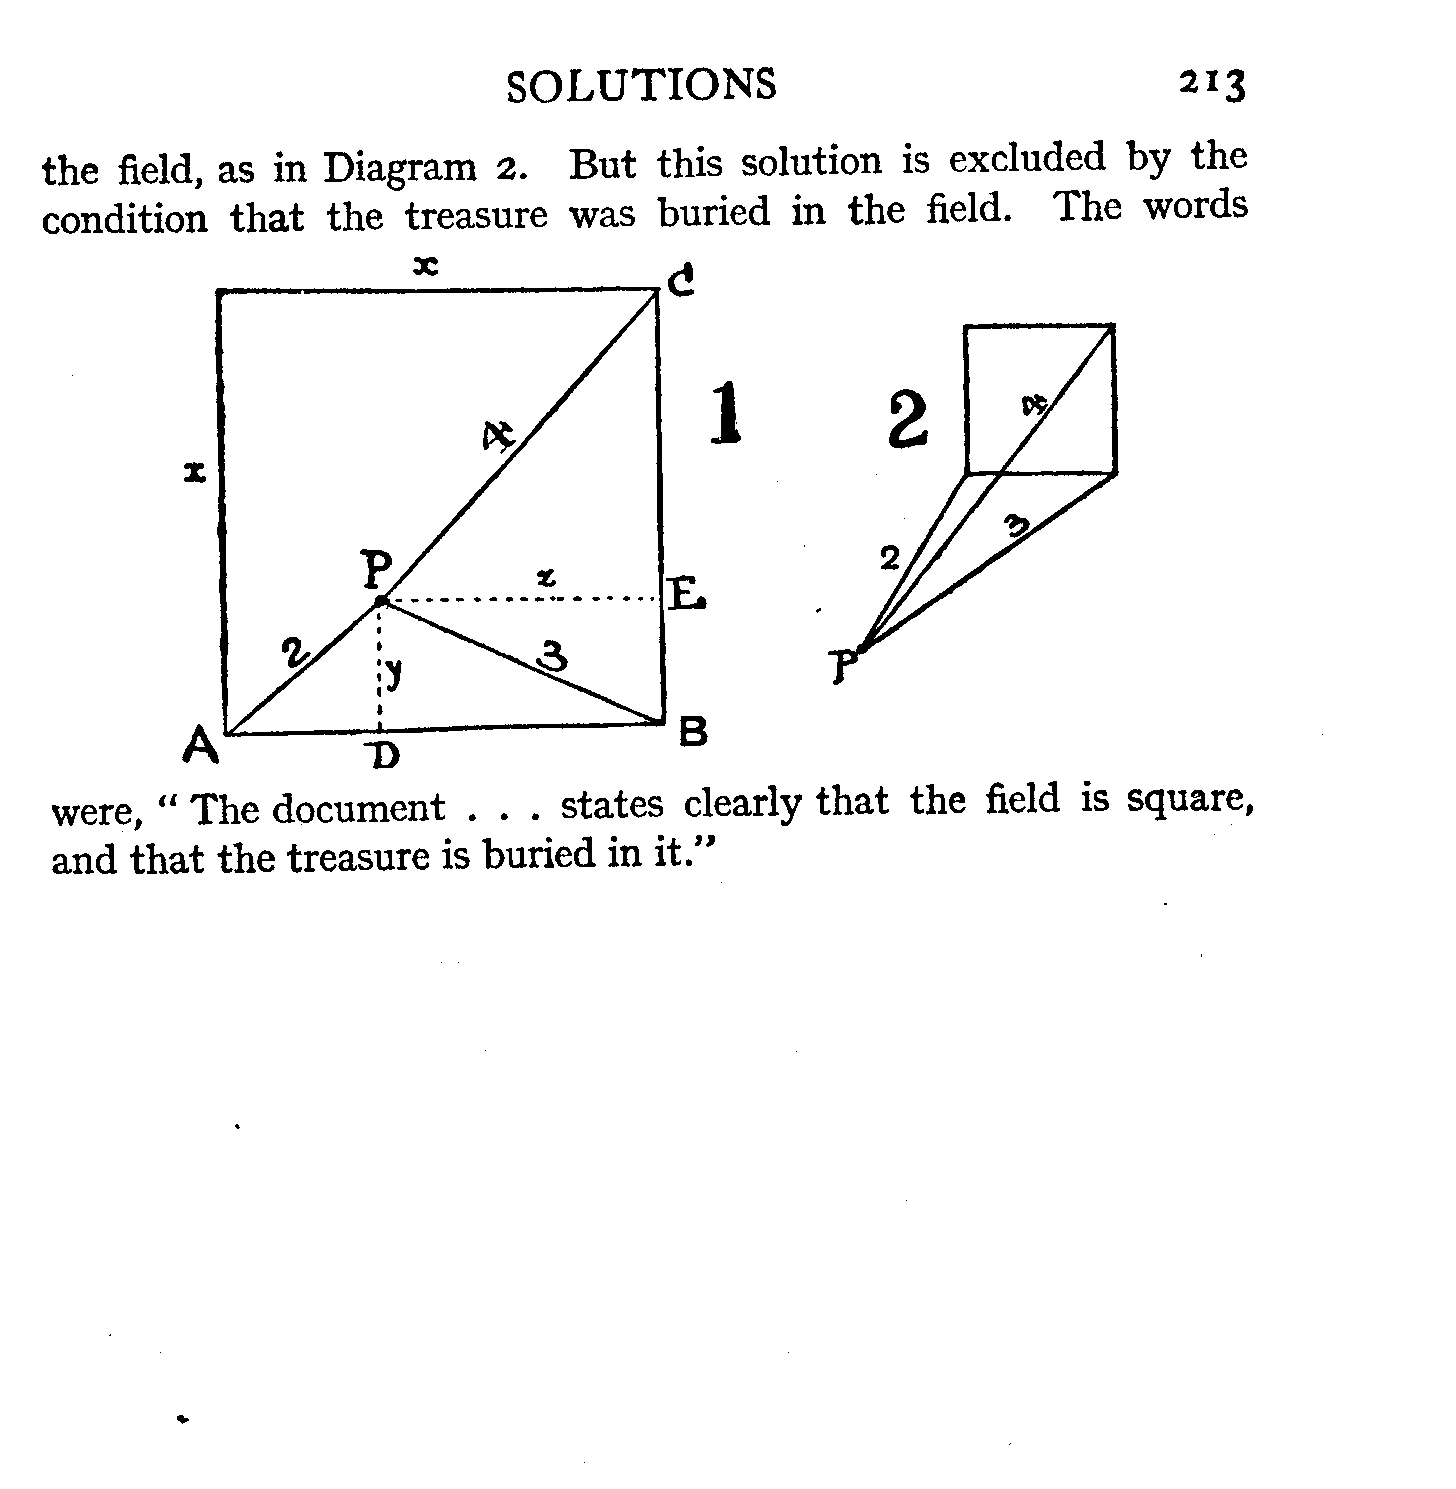 SOLUTIONS 213
the field, as in Diagram 2. But this solution is excluded by the
condition that the treasure was buried in the field. The words
x
C
x
4
1
P
z
E
2
y
3
A
D
B
2
4
3
2
P
were, “ The document . . . states clearly that the field is square,
and that the treasure is buried in it.”